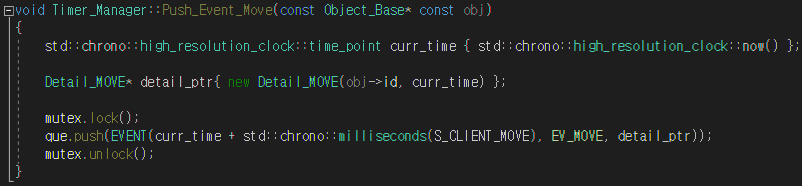 void Timer_Manager::Push_Event_Move(const Object_Base* const obj)
{
std::chrono::high_resolution_clock::time_point curr_time { std::chrono::high_resolution_clock::now() };
Detail_MOVE* detail_ptr{ new Detail_MOVE(obj->id, curr_time) };
mutex.lock();
que.push(EVENT(curr_time + std::chrono::milliseconds(S_CLIENT_MOVE), EV_MOVE, detail_ptr));
mutex.unlock();
}